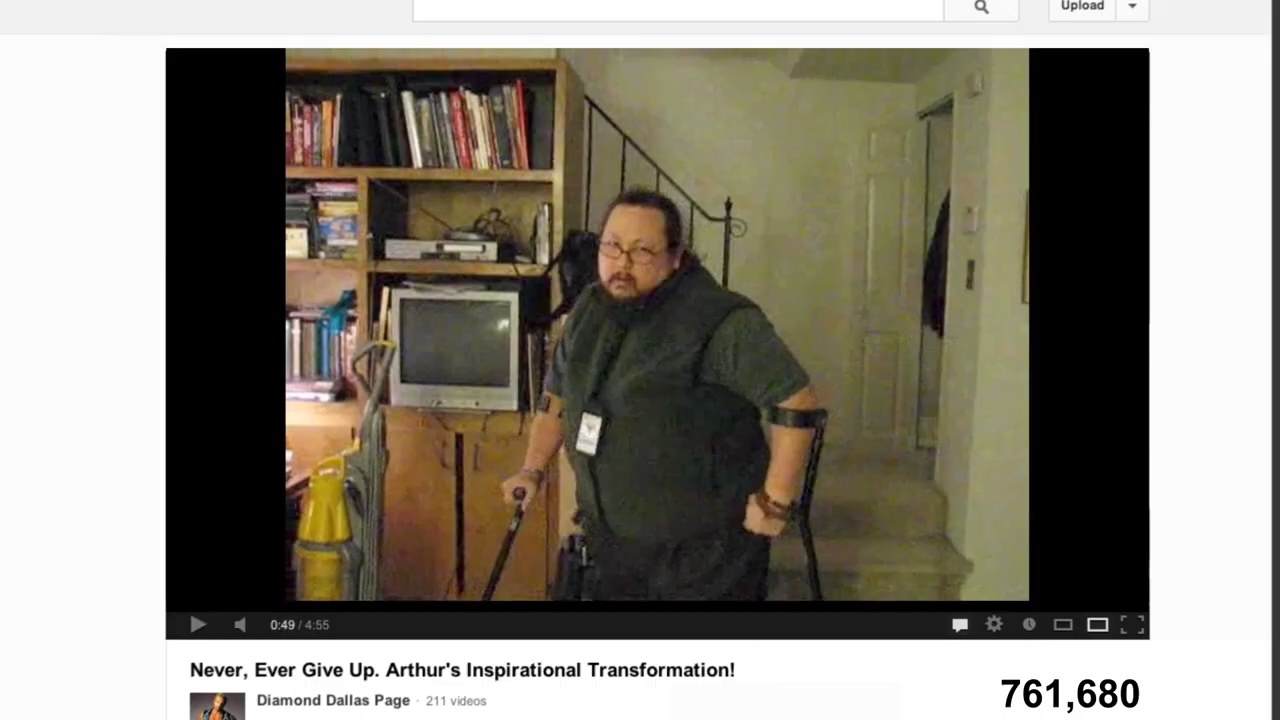 Upload
0:49 / 4:55
Never, Ever Give Up. Arthur's Inspirational Transformation!
Diamond Dallas Page · 211 videos
761,680